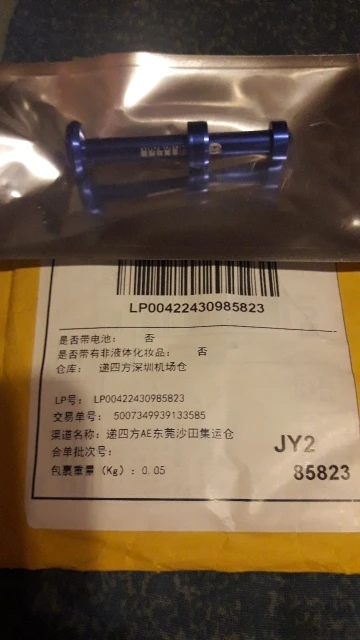 LP00422430985823
是否带电池： 否
是否带有非液体化妆品： 否
仓库： 递四方深圳机场仓
LP号： LP00422430985823
交易单号： 5007349939133585
渠道名称：递四方AE东莞沙田集运仓
合单批次号：
包裹重量（Kg）：0.05
JY2
85823